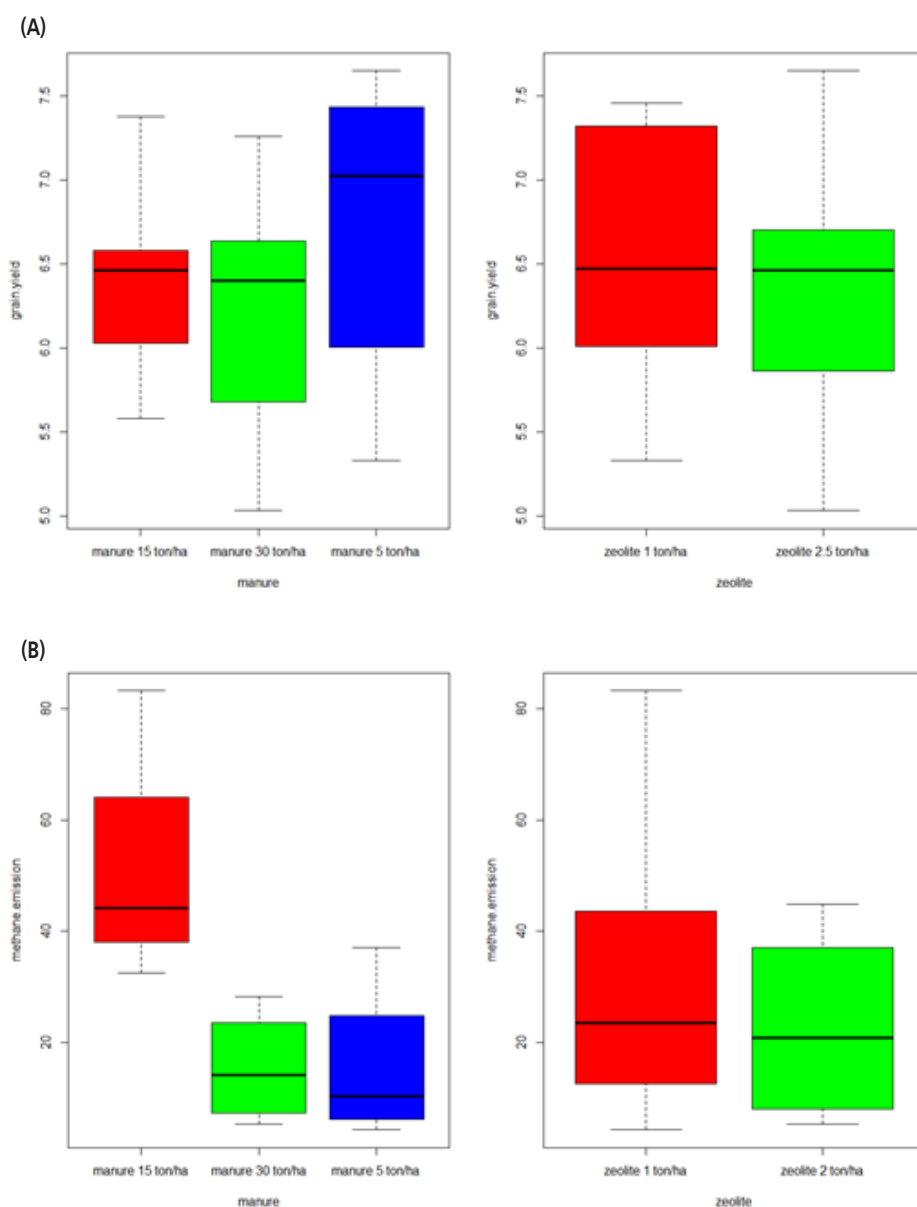 (A)
7.5
7.0
6.5
6.0
5.5
5.0
grain.yield
manure 15 ton/ha manure 30 ton/ha manure 5 ton/ha
manure
7.5
7.0
6.5
6.0
5.5
5.0
grain.yield
zeolite 1 ton/ha zeolite 2.5 ton/ha
zeolite
(B)
80
60
40
20
methane.emission
manure 15 ton/ha manure 30 ton/ha manure 5 ton/ha
manure
80
60
40
20
methane.emission
zeolite 1 ton/ha zeolite 2 ton/ha
zeolite